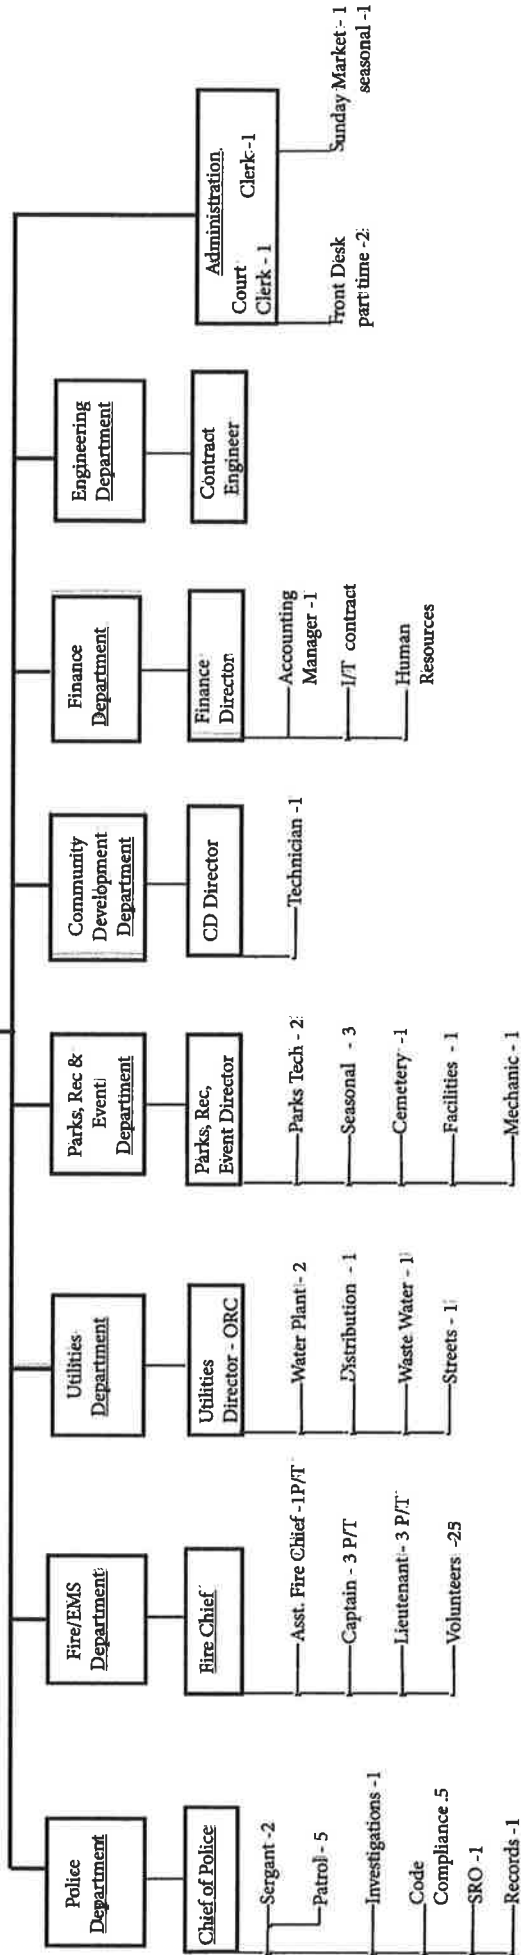 Police
Department
Chief of Police
Sergant -2
Patrol - 5
Investigations -1
Code
Compliance .5
SRO -1
Records -1
Fire/EMS
Department
Fire Chief
Asst. Fire Chief -1P/T
Captain - 3 P/T
Lieutenant - 3 P/T
Volunteers -25
Utilities
Department
Utilities
Director - ORC
Water Plant - 2
Distribution - 1
Waste Water - 1
Streets - 1
Parks, Rec &
Event
Department
Parks, Rec,
Event Director
Parks Tech - 2
Seasonal - 3
Cemetery -1
Facilities - 1
Mechanic - 1
Community
Development
Department
CD Director
Technician -1
Finance
Department
Finance
Director
Accounting
Manager -1
I/T contract
Human
Resources
Engineering
Department
Contract
Engineer
Administration
Court Clerk -1
Clerk - 1
Front Desk
part time -2
Sunday Market - 1
seasonal -1